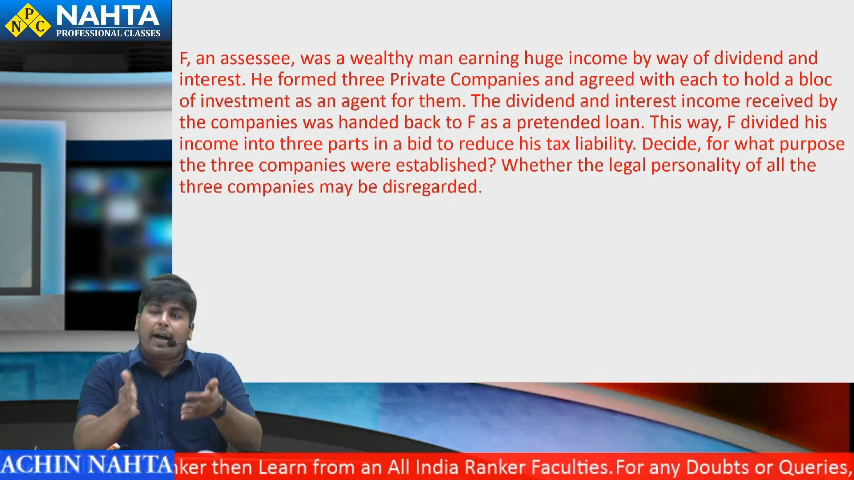 NPC
NAHTA
PROFESSIONAL CLASSES
F, an assessee, was a wealthy man earning huge income by way of dividend and
interest. He formed three Private Companies and agreed with each to hold a bloc
of investment as an agent for them. The dividend and interest income received by
the companies was handed back to F as a pretended loan. This way, F divided his
income into three parts in a bid to reduce his tax liability. Decide, for what purpose
the three companies were established? Whether the legal personality of all the
three companies may be disregarded.
ACHIN NAHTA
nker then Learn from an All India Ranker Faculties. For any Doubts or Queries,